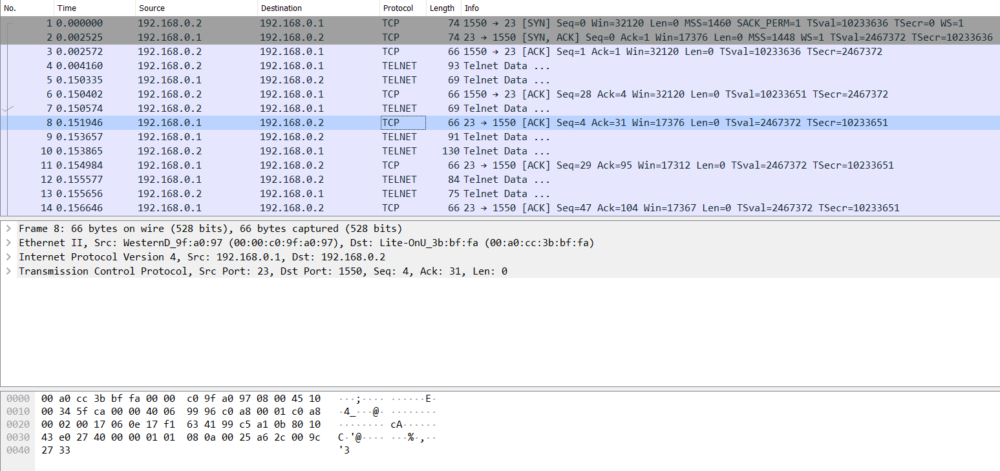 No. Time Source Destination Protocol Length Info
1 0.000000 192.168.0.2 192.168.0.1 TCP 74 1550 → 23 [SYN] Seq=0 Win=32120 Len=0 MSS=1460 SACK_PERM=1 TSval=10233636 TSecr=0 WS=1
2 0.002525 192.168.0.1 192.168.0.2 TCP 74 23 → 1550 [SYN, ACK] Seq=0 Ack=1 Win=17376 Len=0 MSS=1448 WS=1 TSval=2467372 TSecr=10233636
3 0.002572 192.168.0.2 192.168.0.1 TCP 66 1550 → 23 [ACK] Seq=1 Ack=1 Win=32120 Len=0 TSval=10233636 TSecr=2467372
4 0.004160 192.168.0.2 192.168.0.1 TELNET 93 Telnet Data ...
5 0.150335 192.168.0.1 192.168.0.2 TELNET 69 Telnet Data ...
6 0.150402 192.168.0.2 192.168.0.1 TCP 66 1550 → 23 [ACK] Seq=28 Ack=4 Win=32120 Len=0 TSval=10233651 TSecr=2467372
7 0.150574 192.168.0.2 192.168.0.1 TELNET 69 Telnet Data ...
8 0.151946 192.168.0.1 192.168.0.2 TCP 66 23 → 1550 [ACK] Seq=4 Ack=31 Win=17376 Len=0 TSval=2467372 TSecr=10233651
9 0.153657 192.168.0.1 192.168.0.2 TELNET 91 Telnet Data ...
10 0.153865 192.168.0.2 192.168.0.1 TELNET 130 Telnet Data ...
11 0.154984 192.168.0.1 192.168.0.2 TCP 66 23 → 1550 [ACK] Seq=29 Ack=95 Win=17312 Len=0 TSval=2467372 TSecr=10233651
12 0.155577 192.168.0.1 192.168.0.2 TELNET 84 Telnet Data ...
13 0.155656 192.168.0.2 192.168.0.1 TELNET 75 Telnet Data ...
14 0.156646 192.168.0.1 192.168.0.2 TCP 66 23 → 1550 [ACK] Seq=47 Ack=104 Win=17367 Len=0 TSval=2467372 TSecr=10233651
Frame 8: 66 bytes on wire (528 bits), 66 bytes captured (528 bits)
Ethernet II, Src: WesternD_9f:a0:97 (00:00:c0:9f:a0:97), Dst: Lite-OnU_3b:bf:fa (00:a0:cc:3b:bf:fa)
Internet Protocol Version 4, Src: 192.168.0.1, Dst: 192.168.0.2
Transmission Control Protocol, Src Port: 23, Dst Port: 1550, Seq: 4, Ack: 31, Len: 0
0000 00 a0 cc 3b bf fa 00 00 c0 9f a0 97 08 00 45 10 ···;···· ······E·
0010 00 34 5f ca 00 00 40 06 99 96 c0 a8 00 01 c0 a8 ·4_···@· ········
0020 00 02 00 17 06 0e 17 f1 63 41 99 c5 a1 0b 80 10 ········ cA······
0030 43 e0 27 40 00 00 01 01 08 0a 00 25 a6 2c 00 9c C·'@···· ···%·,··
0040 27 33 '3